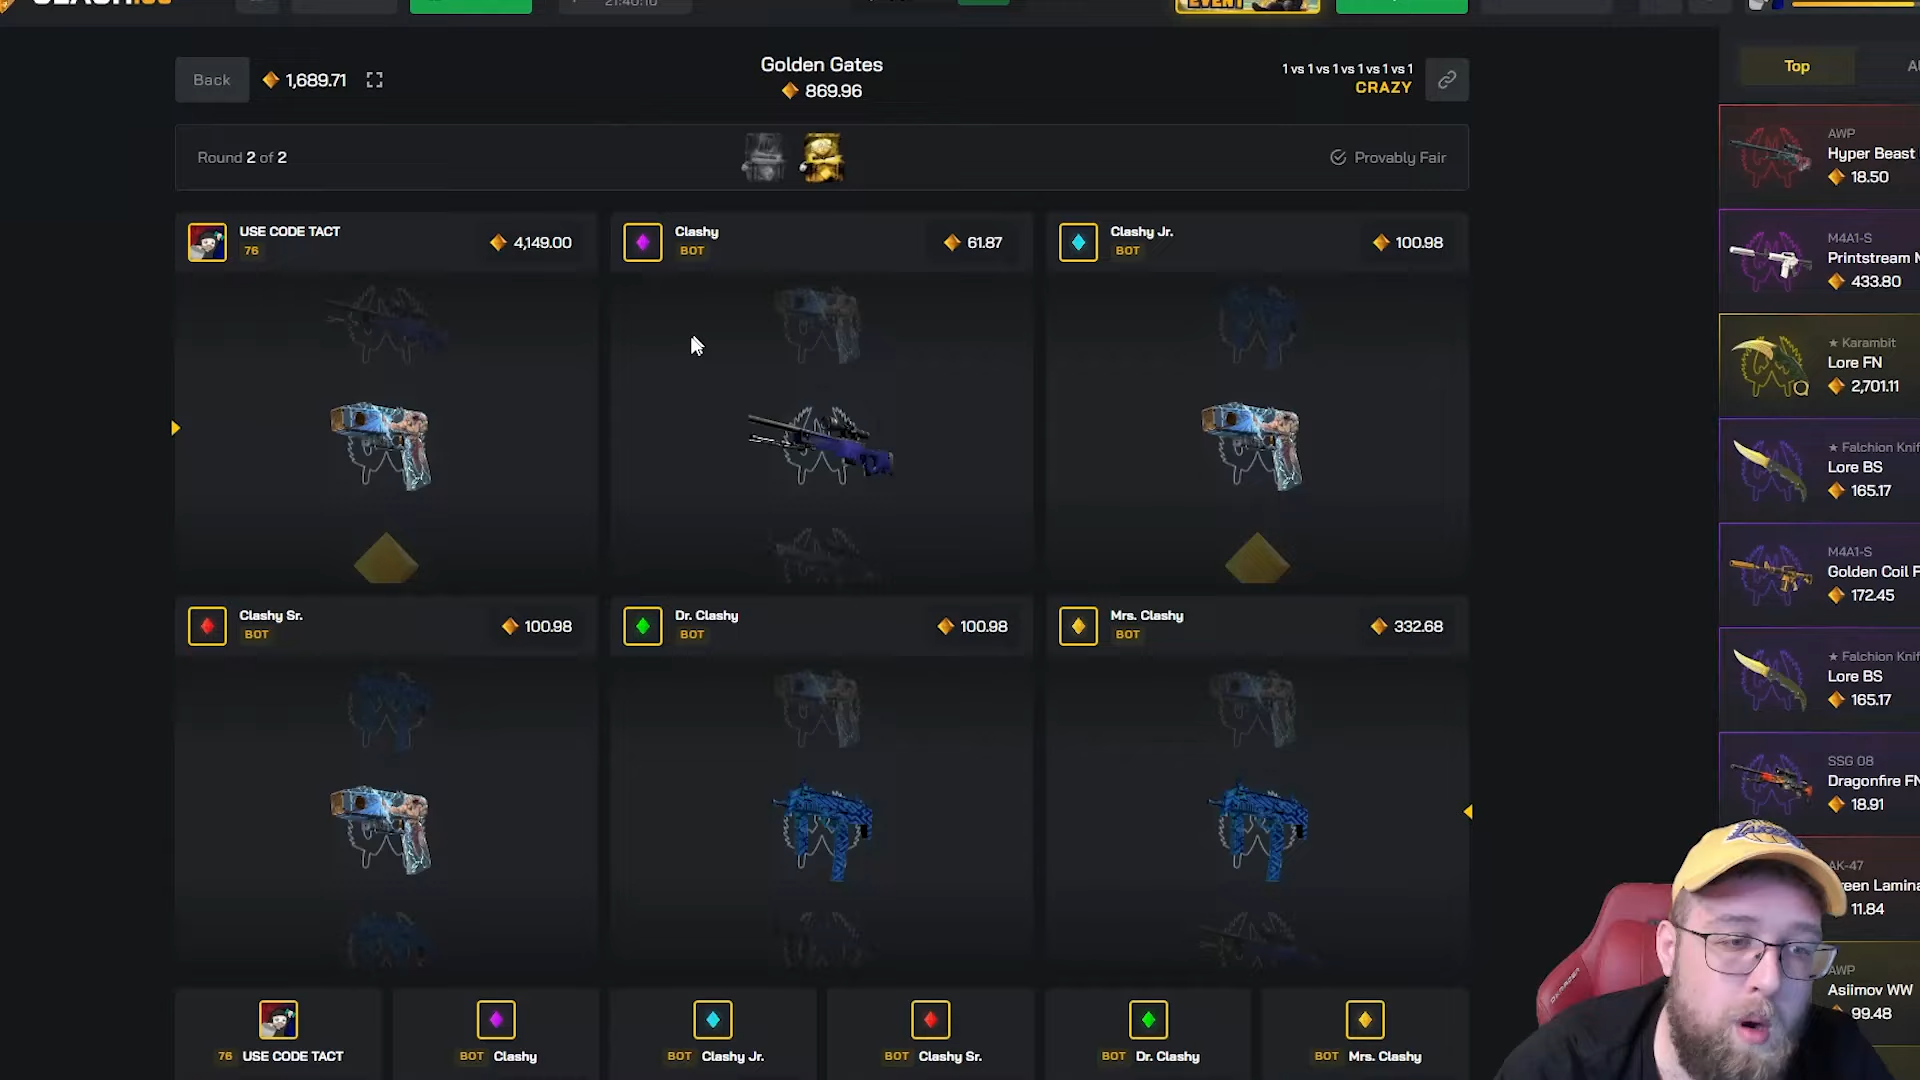 21:40:16
EVENT
Back
1,689.71
Golden Gates
869.96
1 vs 1 vs 1 vs 1 vs 1 vs 1
CRAZY
Round 2 of 2
Provably Fair
USE CODE TACT
76
4,149.00
Clashy
BOT
61.87
Clashy Jr.
BOT
100.98
Clashy Sr.
BOT
100.98
Dr. Clashy
BOT
100.98
Mrs. Clashy
BOT
332.68
76 USE CODE TACT
BOT Clashy
BOT Clashy Jr.
BOT Clashy Sr.
BOT Dr. Clashy
BOT Mrs. Clashy
Top
AWP
Hyper Beast
18.50
M4A1-S
Printstream
433.80
★ Karambit
Lore FN
2,701.11
★ Falchion Knif
Lore BS
165.17
M4A1-S
Golden Coil F
172.45
★ Falchion Knif
Lore BS
165.17
SSG 08
Dragonfire FN
18.91
AK-47
reen Lamina
11.84
AWP
Asiimov WW
99.48
LAKERS